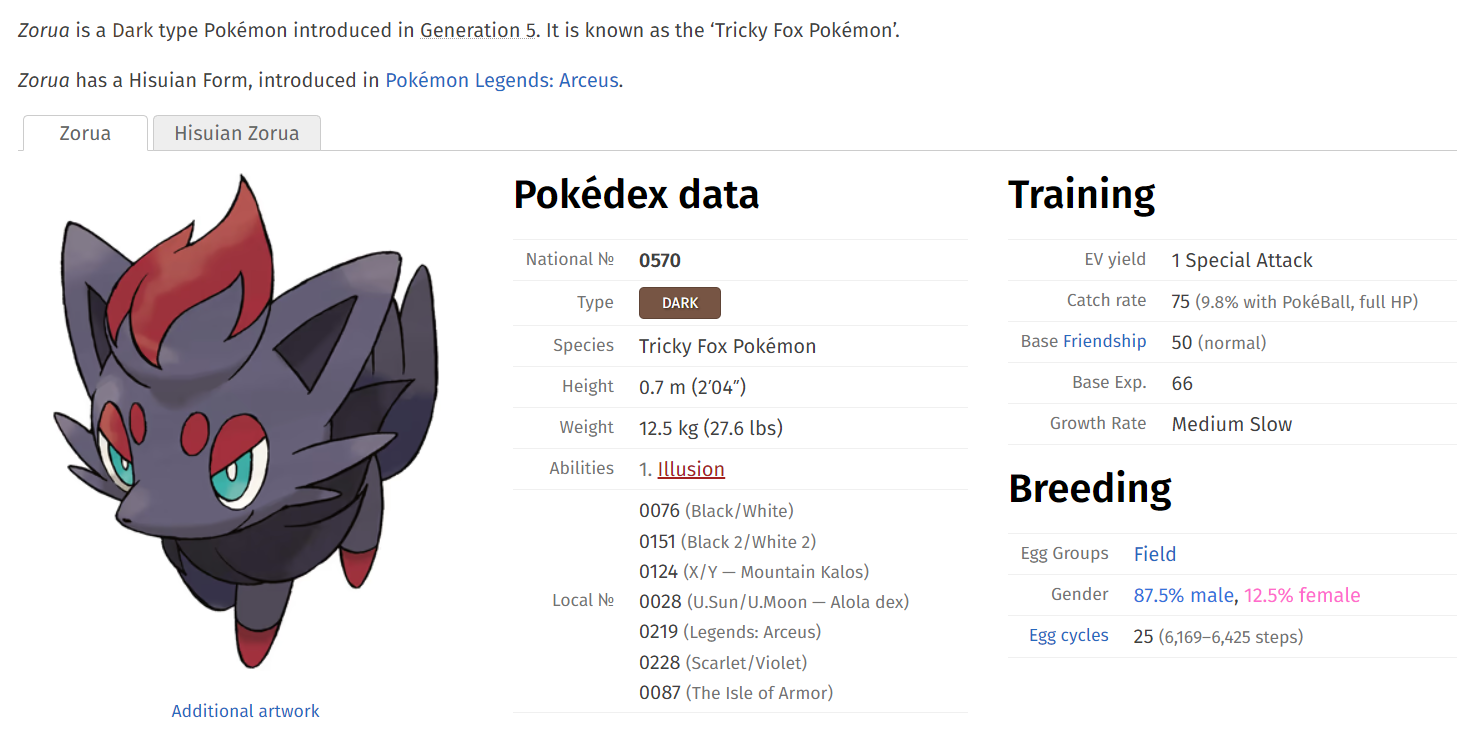 Zorua is a Dark type Pokémon introduced in Generation 5. It is known as the ‘Tricky Fox Pokémon’.
Zorua has a Hisuian Form, introduced in Pokémon Legends: Arceus.
Zorua
Hisuian Zorua
Additional artwork
Pokédex data
National № 0570
Type DARK
Species Tricky Fox Pokémon
Height 0.7 m (2′04″)
Weight 12.5 kg (27.6 lbs)
Abilities 1. Illusion
Local № 0076 (Black/White)
0151 (Black 2/White 2)
0124 (X/Y — Mountain Kalos)
0028 (U.Sun/U.Moon — Alola dex)
0219 (Legends: Arceus)
0228 (Scarlet/Violet)
0087 (The Isle of Armor)
Training
EV yield 1 Special Attack
Catch rate 75 (9.8% with PokéBall, full HP)
Base Friendship 50 (normal)
Base Exp. 66
Growth Rate Medium Slow
Breeding
Egg Groups Field
Gender 87.5% male, 12.5% female
Egg cycles 25 (6,169–6,425 steps)